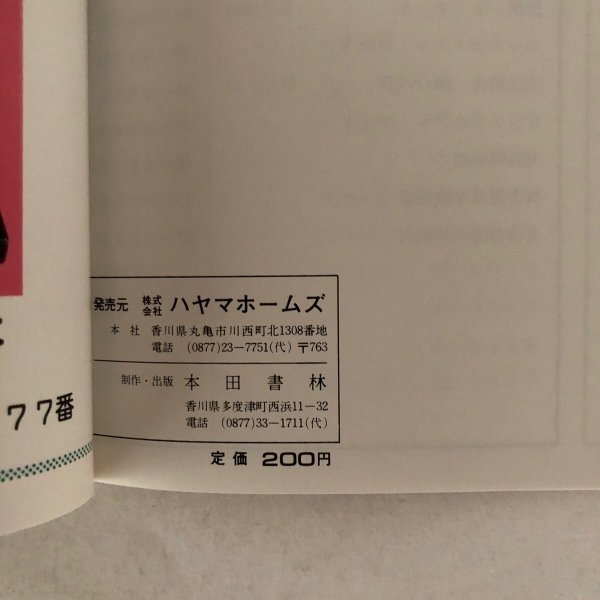 発売元 株式会社 ハヤマホームズ
本社 香川県丸亀市川西町北1308番地
電話 (0877)23−7751(代) 〒763
制作・出版 本田書林
香川県多度津町西浜11−32
電話 (0877)33−1711(代)
定価 200円
77番